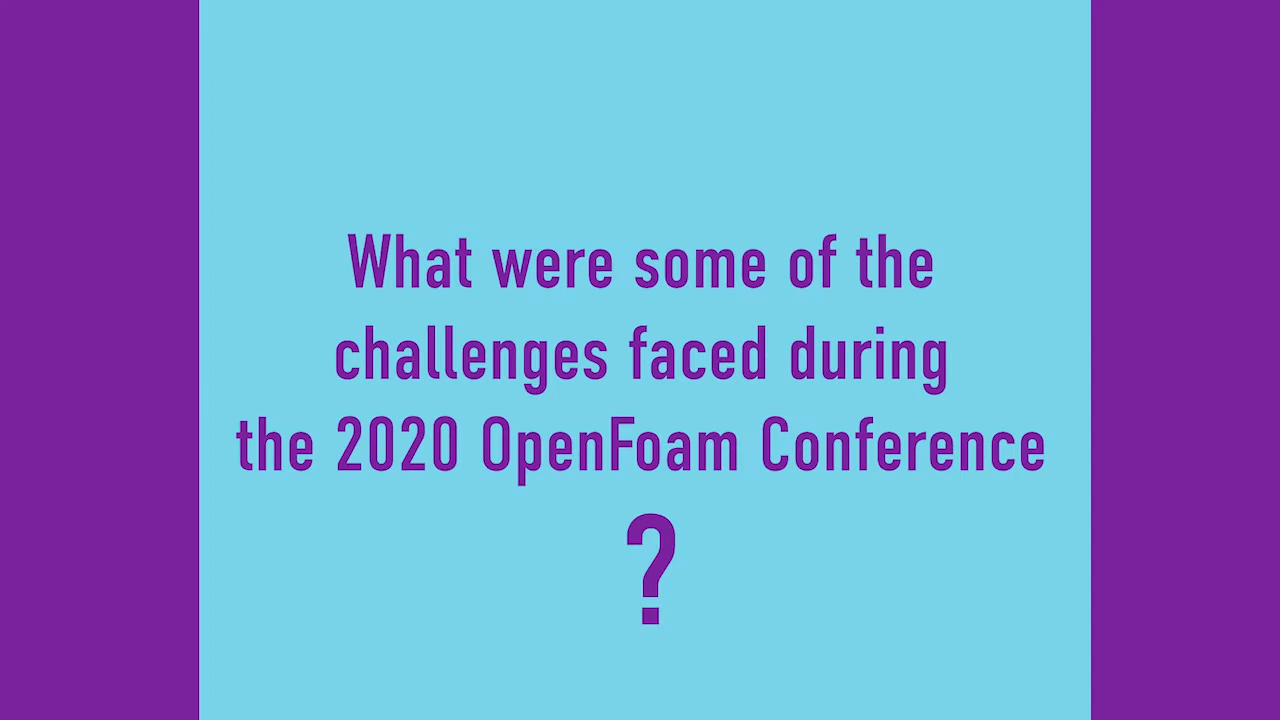 What were some of the
challenges faced during
the 2020 OpenFoam Conference
?